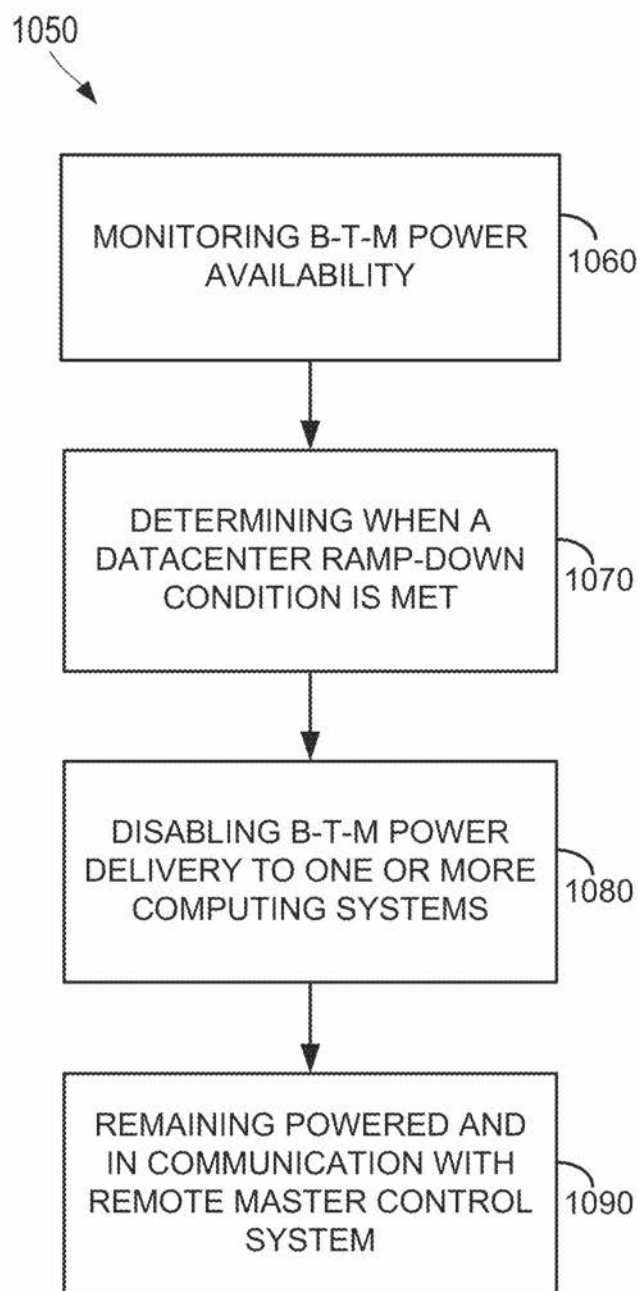 1050
MONITORING B-T-M POWER
AVAILABILITY
1060
DETERMINING WHEN A
DATACENTER RAMP-DOWN
CONDITION IS MET
1070
DISABLING B-T-M POWER
DELIVERY TO ONE OR MORE
COMPUTING SYSTEMS
1080
REMAINING POWERED AND
IN COMMUNICATION WITH
REMOTE MASTER CONTROL
SYSTEM
1090